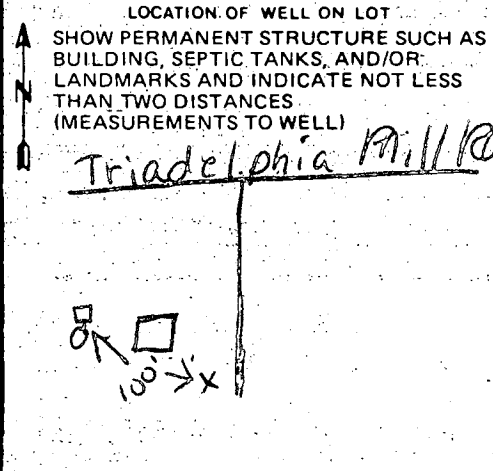 LOCATION OF WELL ON LOT
SHOW PERMANENT STRUCTURE SUCH AS
BUILDING, SEPTIC TANKS, AND/OR
LANDMARKS AND INDICATE NOT LESS
THAN TWO DISTANCES
(MEASUREMENTS TO WELL)
N
Triadelphia Mill Rd
100' X